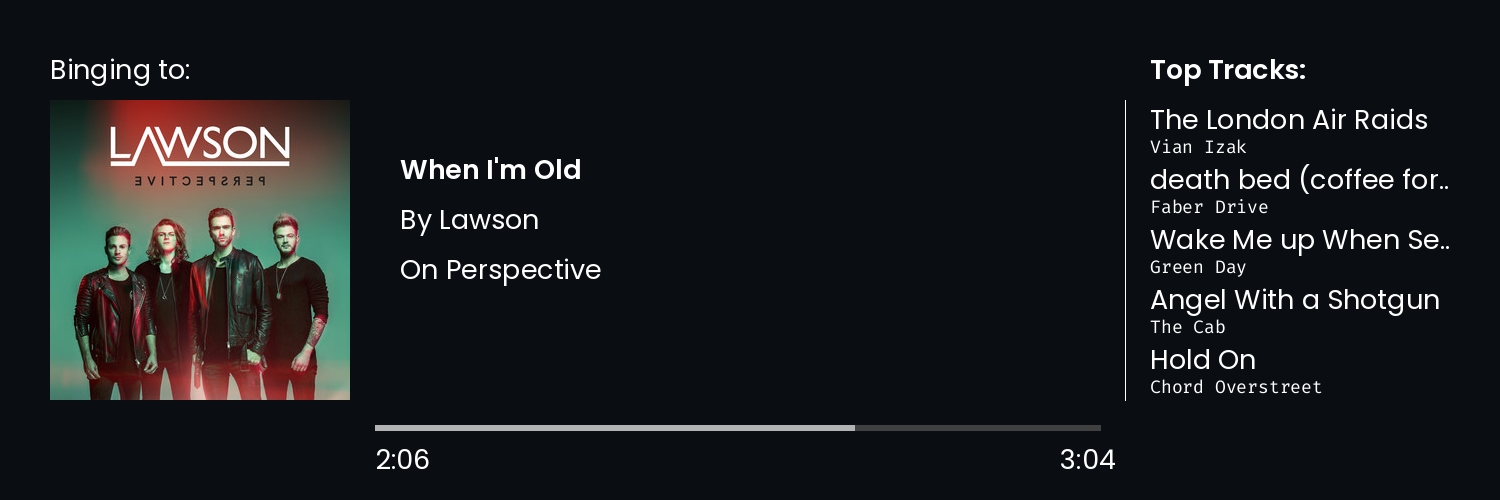 Binging to:
LAWSON
PERSPECTIVE
When I'm Old
By Lawson
On Perspective
2:06
3:04
Top Tracks:
The London Air Raids
Vian Izak
death bed (coffee for..
Faber Drive
Wake Me up When Se..
Green Day
Angel With a Shotgun
The Cab
Hold On
Chord Overstreet